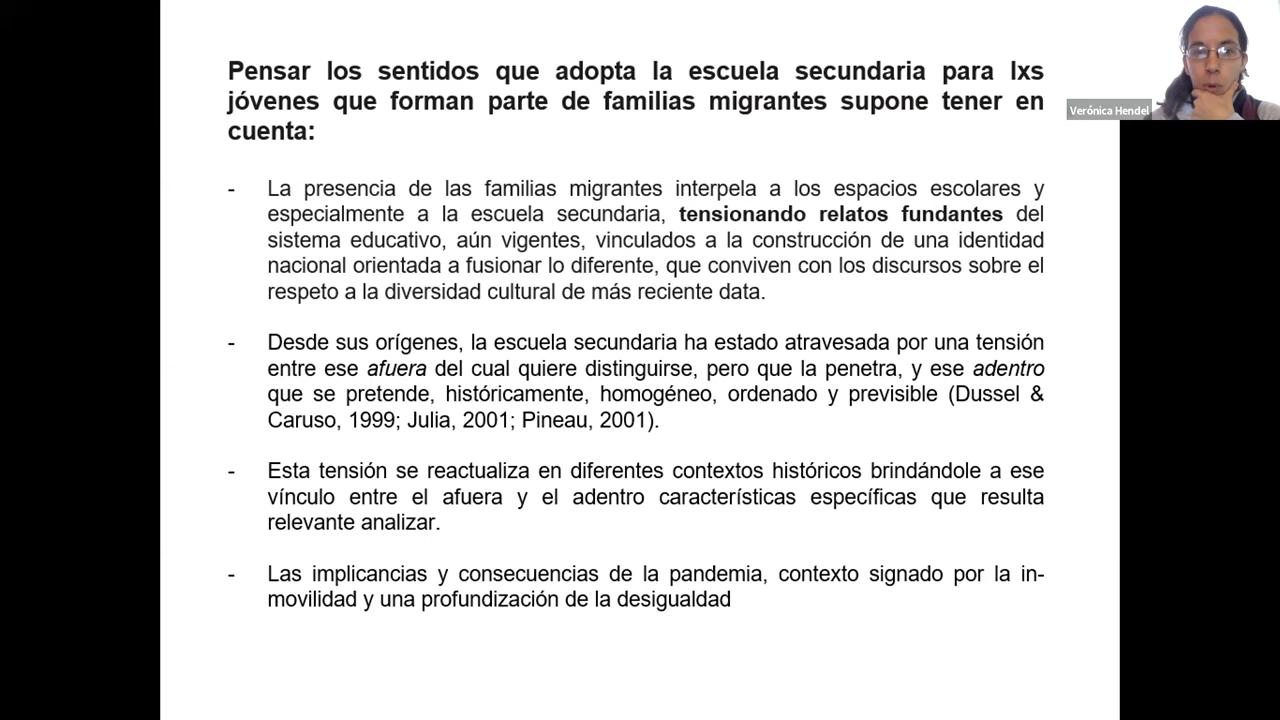 Pensar los sentidos que adopta la escuela secundaria para lxs
jóvenes que forman parte de familias migrantes supone tener en
cuenta:
- La presencia de las familias migrantes interpela a los espacios escolares y
especialmente a la escuela secundaria, tensionando relatos fundantes del
sistema educativo, aún vigentes, vinculados a la construcción de una identidad
nacional orientada a fusionar lo diferente, que conviven con los discursos sobre el
respeto a la diversidad cultural de más reciente data.
- Desde sus orígenes, la escuela secundaria ha estado atravesada por una tensión
entre ese afuera del cual quiere distinguirse, pero que la penetra, y ese adentro
que se pretende, históricamente, homogéneo, ordenado y previsible (Dussel &
Caruso, 1999; Julia, 2001; Pineau, 2001).
- Esta tensión se reactualiza en diferentes contextos históricos brindándole a ese
vínculo entre el afuera y el adentro características específicas que resulta
relevante analizar.
- Las implicancias y consecuencias de la pandemia, contexto signado por la in-
movilidad y una profundización de la desigualdad
Verónica Hendel